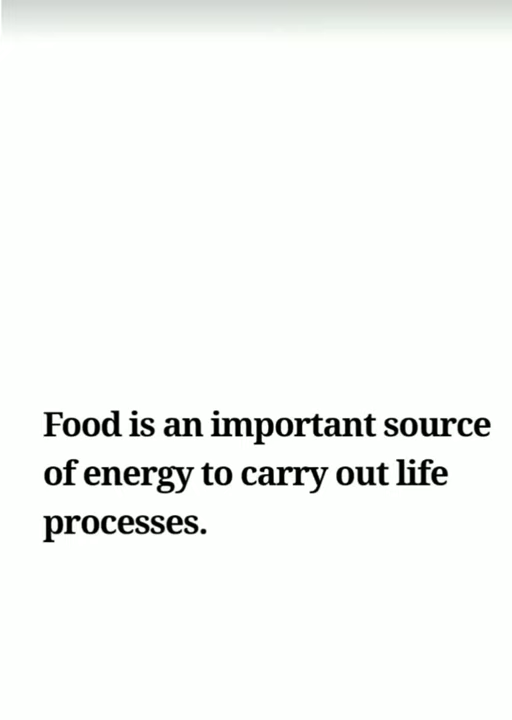 Food is an important source
of energy to carry out life
processes.